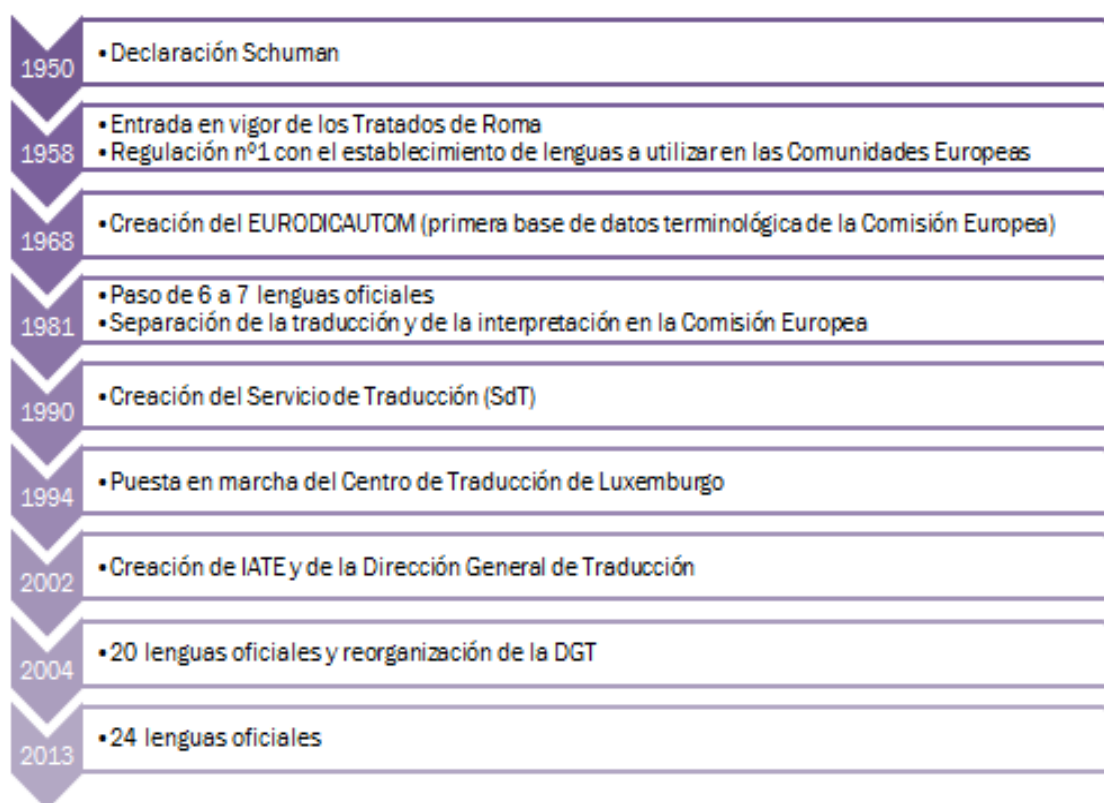 1950
•Declaración Schuman
1958
•Entrada en vigor de los Tratados de Roma
•Regulación nº1 con el establecimiento de lenguas a utilizar en las Comunidades Europeas
1968
•Creación del EURODICAUTOM (primera base de datos terminológica de la Comisión Europea)
1981
•Paso de 6 a 7 lenguas oficiales
•Separación de la traducción y de la interpretación en la Comisión Europea
1990
•Creación del Servicio de Traducción (SdT)
1994
•Puesta en marcha del Centro de Traducción de Luxemburgo
2002
•Creación de IATE y de la Dirección General de Traducción
2004
•20 lenguas oficiales y reorganización de la DGT
2013
•24 lenguas oficiales